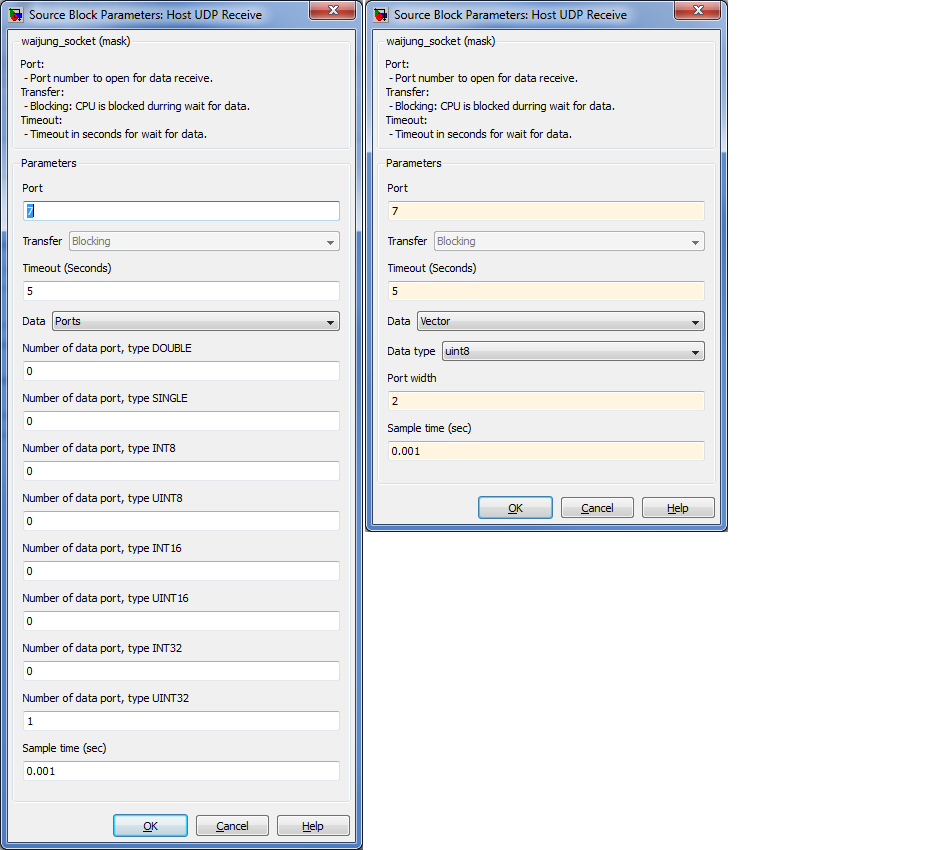 Source Block Parameters: Host UDP Receive
waijung_socket (mask)
Port:
- Port number to open for data receive.
Transfer:
- Blocking: CPU is blocked durring wait for data.
Timeout:
- Timeout in seconds for wait for data.
Parameters
Port
7
Transfer Blocking
Timeout (Seconds)
5
Data Ports
Number of data port, type DOUBLE
0
Number of data port, type SINGLE
0
Number of data port, type INT8
0
Number of data port, type UINT8
0
Number of data port, type INT16
0
Number of data port, type UINT16
0
Number of data port, type INT32
0
Number of data port, type UINT32
1
Sample time (sec)
0.001
OK Cancel Help
Source Block Parameters: Host UDP Receive
waijung_socket (mask)
Port:
- Port number to open for data receive.
Transfer:
- Blocking: CPU is blocked durring wait for data.
Timeout:
- Timeout in seconds for wait for data.
Parameters
Port
7
Transfer Blocking
Timeout (Seconds)
5
Data Vector
Data type uint8
Port width
2
Sample time (sec)
0.001
OK Cancel Help